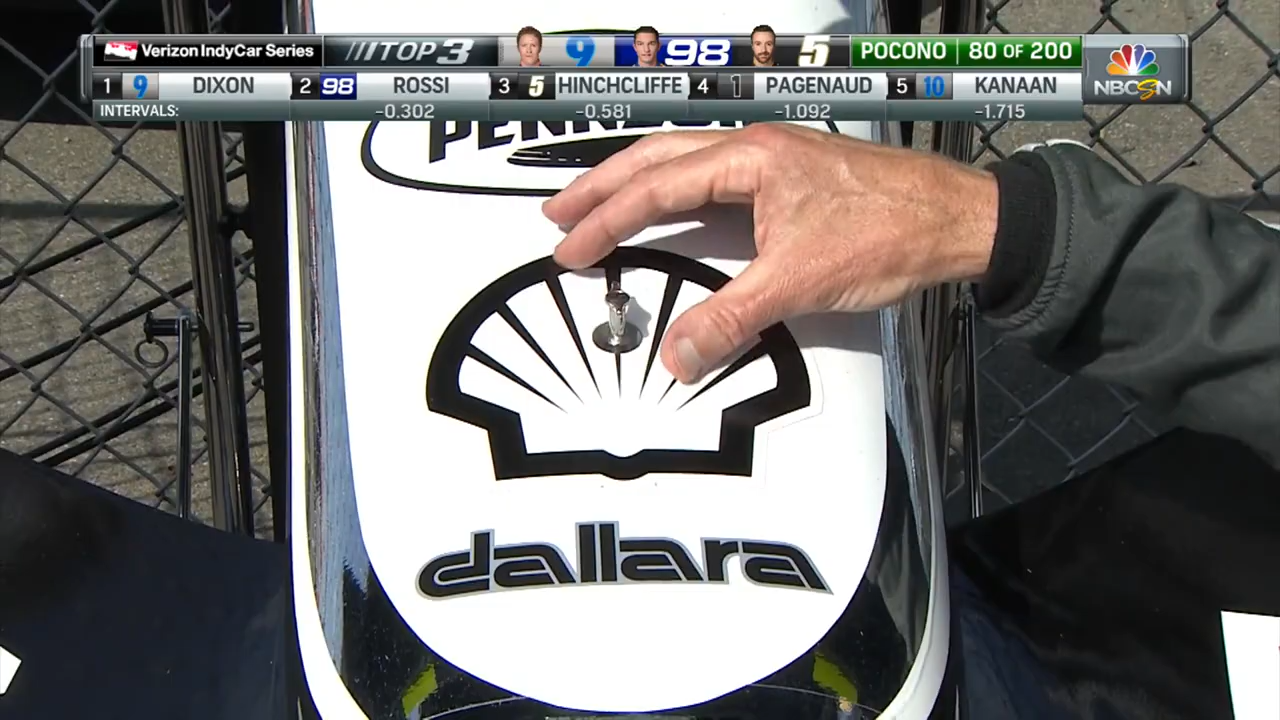 Verizon IndyCar Series TOP 3 9 98 5 POCONO 80 OF 200
1 9 DIXON 2 98 ROSSI 3 5 HINCHCLIFFE 4 1 PAGENAUD 5 10 KANAAN NBCSN
INTERVALS: -0.302 -0.581 -1.092 -1.715
dallara